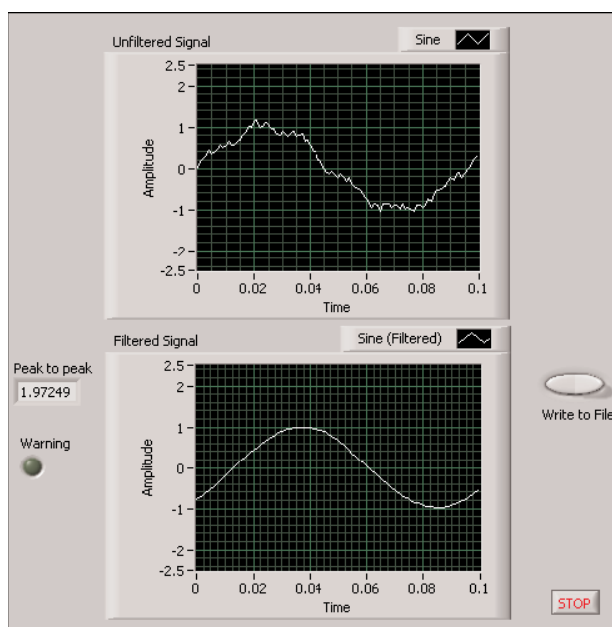 Unfiltered Signal
Sine
2.5
2
1
0
-1
-2
-2.5
Amplitude
0 0.02 0.04 0.06 0.08 0.1
Time
Filtered Signal
Sine (Filtered)
2.5
2
1
0
-1
-2
-2.5
Amplitude
0 0.02 0.04 0.06 0.08 0.1
Time
Peak to peak
1.97249
Warning
Write to File
STOP